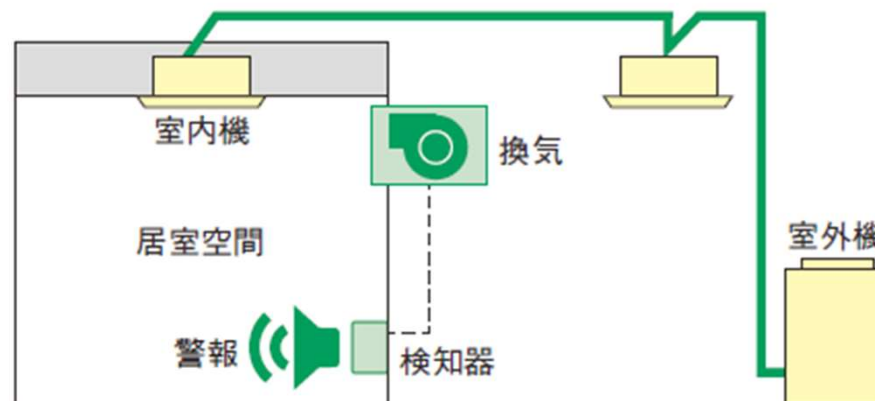 室内機
換気
居室空間
室外機
警報
検知器